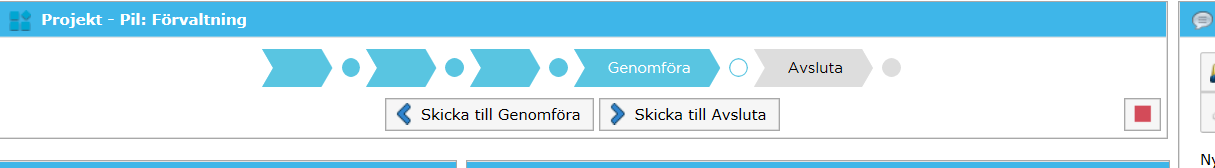 Projekt - Pil: Förvaltning
Genomföra
Avsluta
Skicka till Genomföra
Skicka till Avsluta
Ny